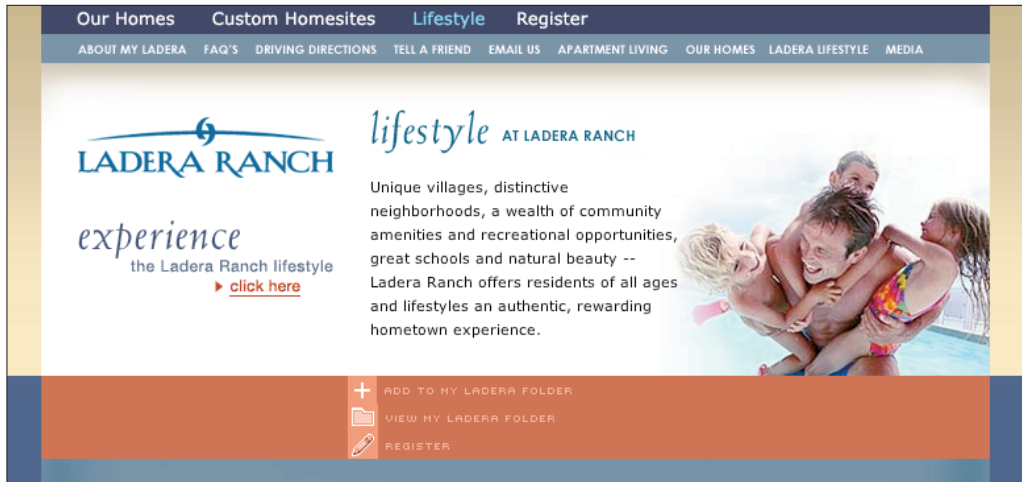 Our Homes Custom Homesites Lifestyle Register
ABOUT MY LADERA FAQ'S DRIVING DIRECTIONS TELL A FRIEND EMAIL US APARTMENT LIVING OUR HOMES LADERA LIFESTYLE MEDIA
LADERA RANCH
experience
the Ladera Ranch lifestyle
click here
lifestyle AT LADERA RANCH
Unique villages, distinctive
neighborhoods, a wealth of community
amenities and recreational opportunities,
great schools and natural beauty --
Ladera Ranch offers residents of all ages
and lifestyles an authentic, rewarding
hometown experience.
ADD TO MY LADERA FOLDER
VIEW MY LADERA FOLDER
REGISTER